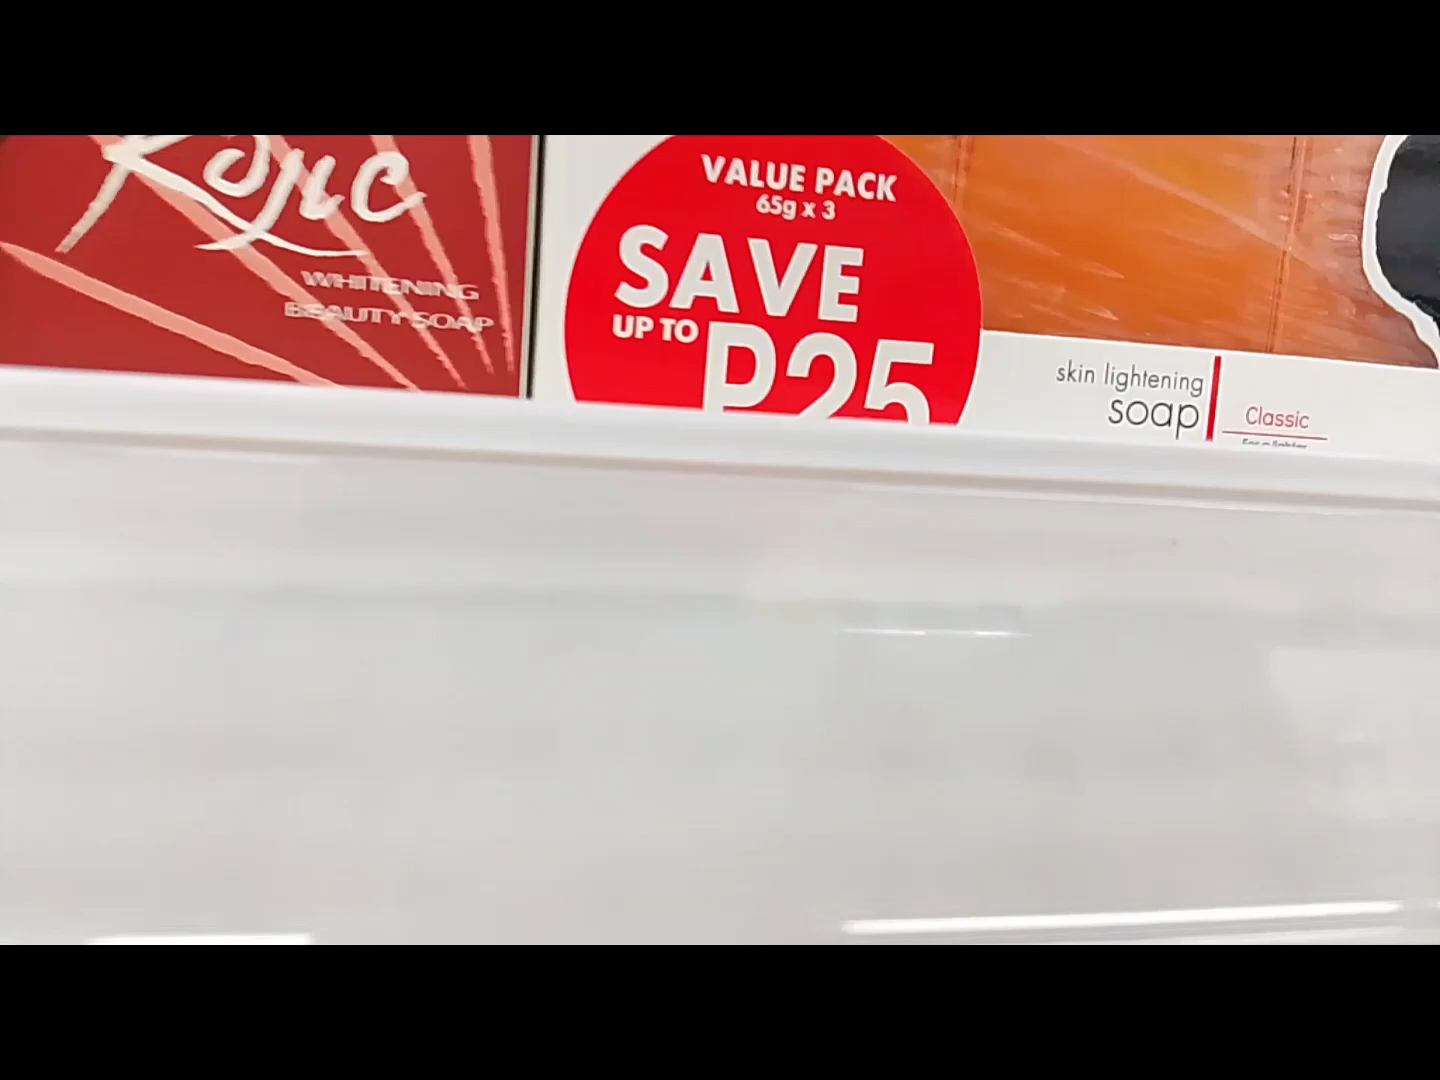 Kojic
WHITENING
BEAUTY SOAP
VALUE PACK
65g x 3
SAVE
UP TO
P25
skin lightening
soap
Classic